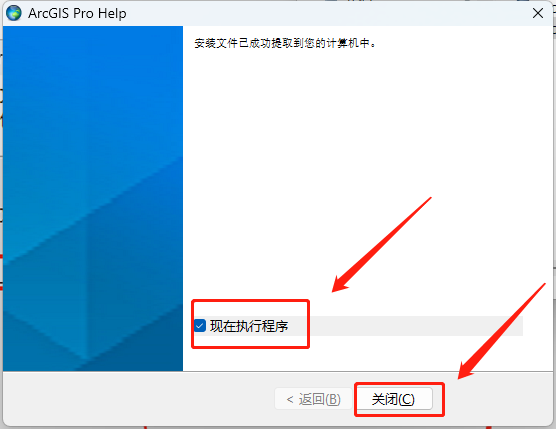 ArcGIS Pro Help
安装文件已成功提取到您的计算机中。
现在执行程序
< 返回(B)
关闭(C)